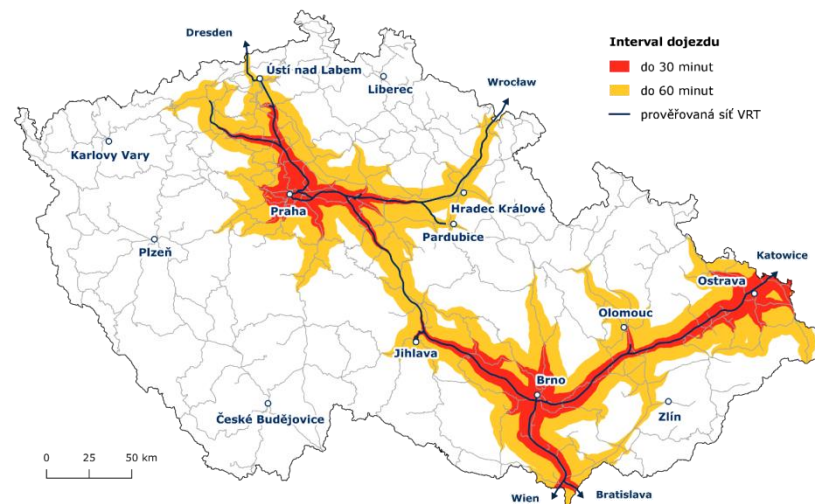 Dresden
Ústí nad Labem
Liberec
Wrocław
Karlovy Vary
Praha
Hradec Králové
Pardubice
Plzeň
Katowice
Ostrava
Olomouc
Jihlava
Brno
Zlín
České Budějovice
Wien
Bratislava
Interval dojezdu
do 30 minut
do 60 minut
prověřovaná síť VRT
0 25 50 km